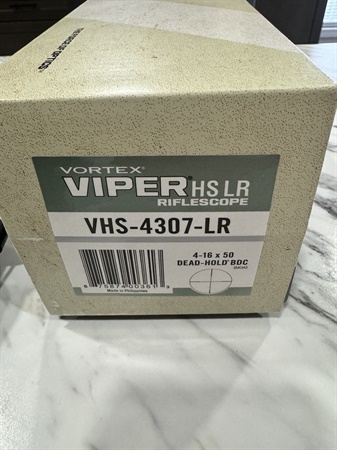 VORTEX®
VIPER® HS LR
RIFLESCOPE
VHS-4307-LR
4-16 x 50
DEAD-HOLD® BDC
Made in Philippines